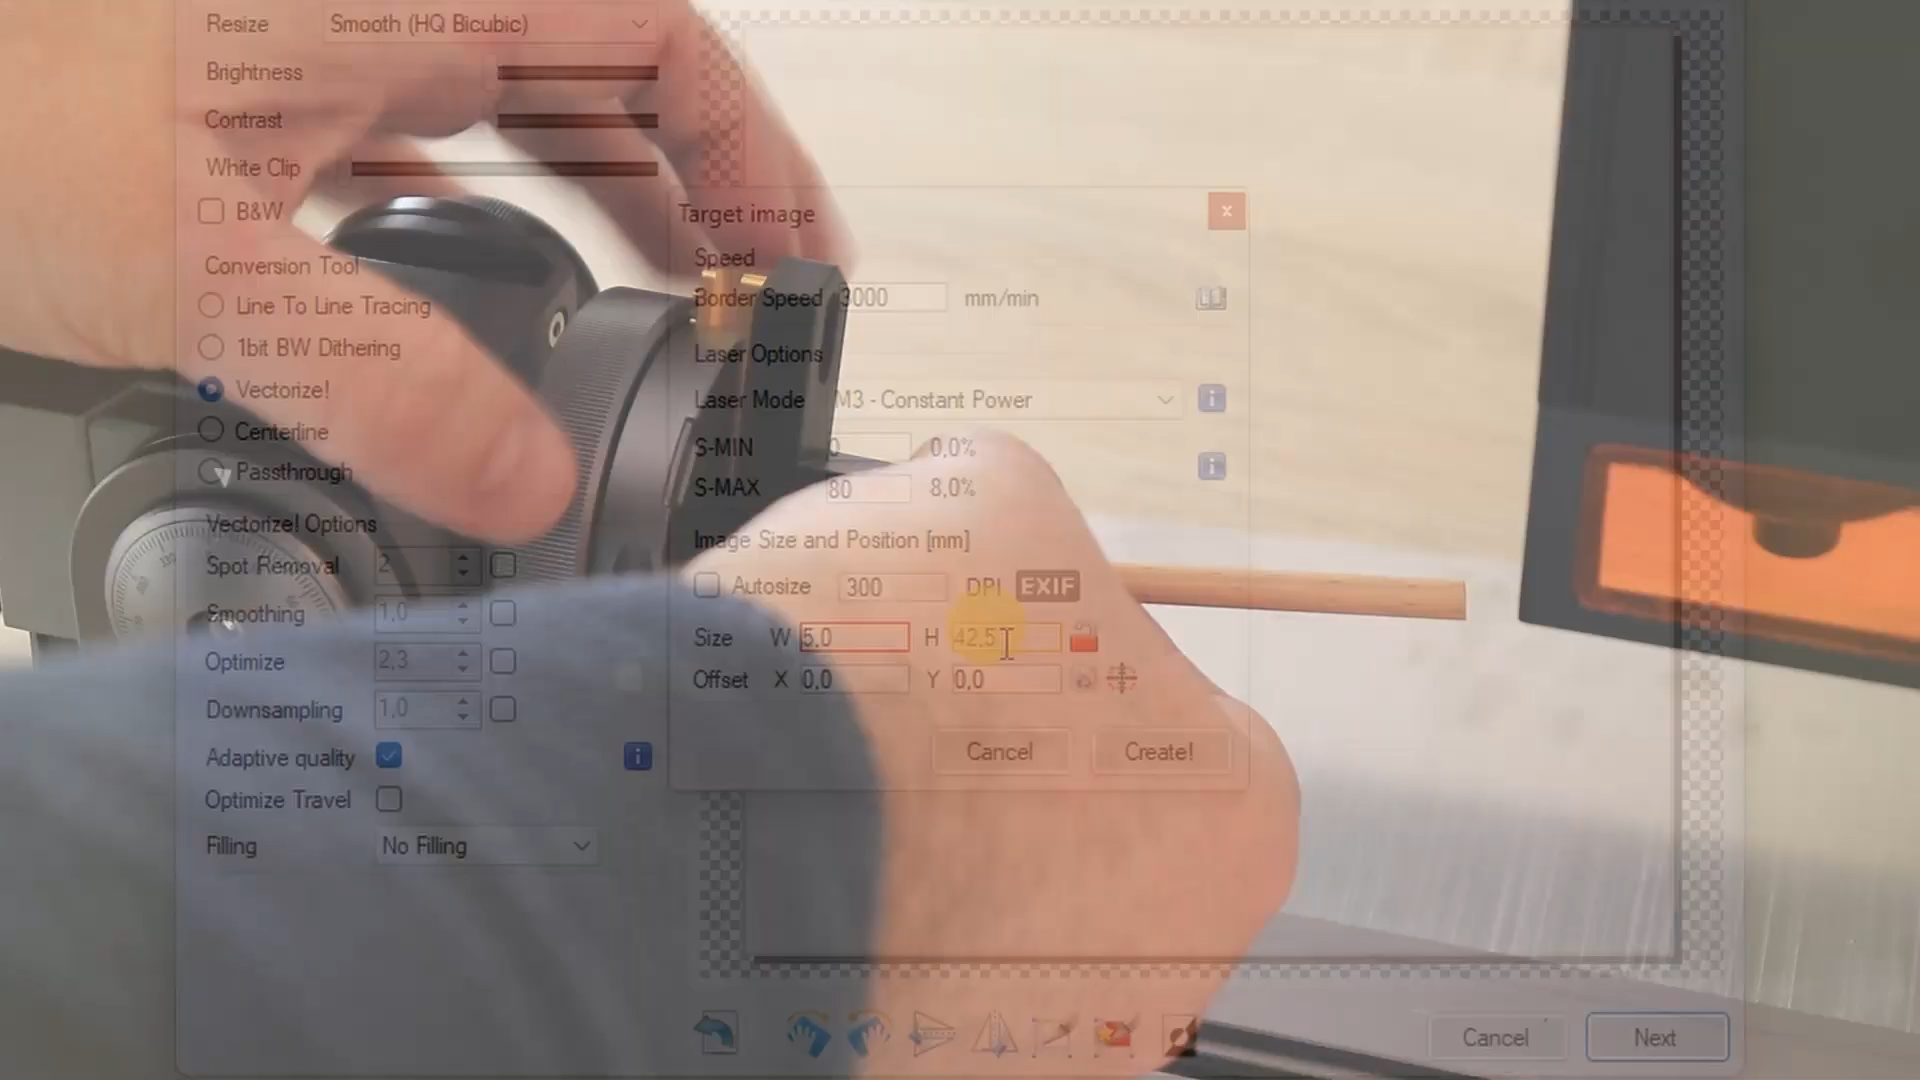 Resize Smooth (HQ Bicubic)
Brightness
Contrast
White Clip
B&W
Conversion Tool
Line To Line Tracing
1bit BW Dithering
Vectorize!
Centerline
Passthrough
Vectorize! Options
Spot Removal 2
Smoothing 1,0
Optimize 2,3
Downsampling 1,0
Adaptive quality
Optimize Travel
Filling No Filling
Target image
Speed
Border Speed 3000 mm/min
Laser Options
Laser Mode M3 - Constant Power
S-MIN 0 0,0%
S-MAX 80 8,0%
Image Size and Position [mm]
Autosize 300 DPI EXIF
Size W 5,0 H 42,5
Offset X 0,0 Y 0,0
Cancel Create!
Cancel Next